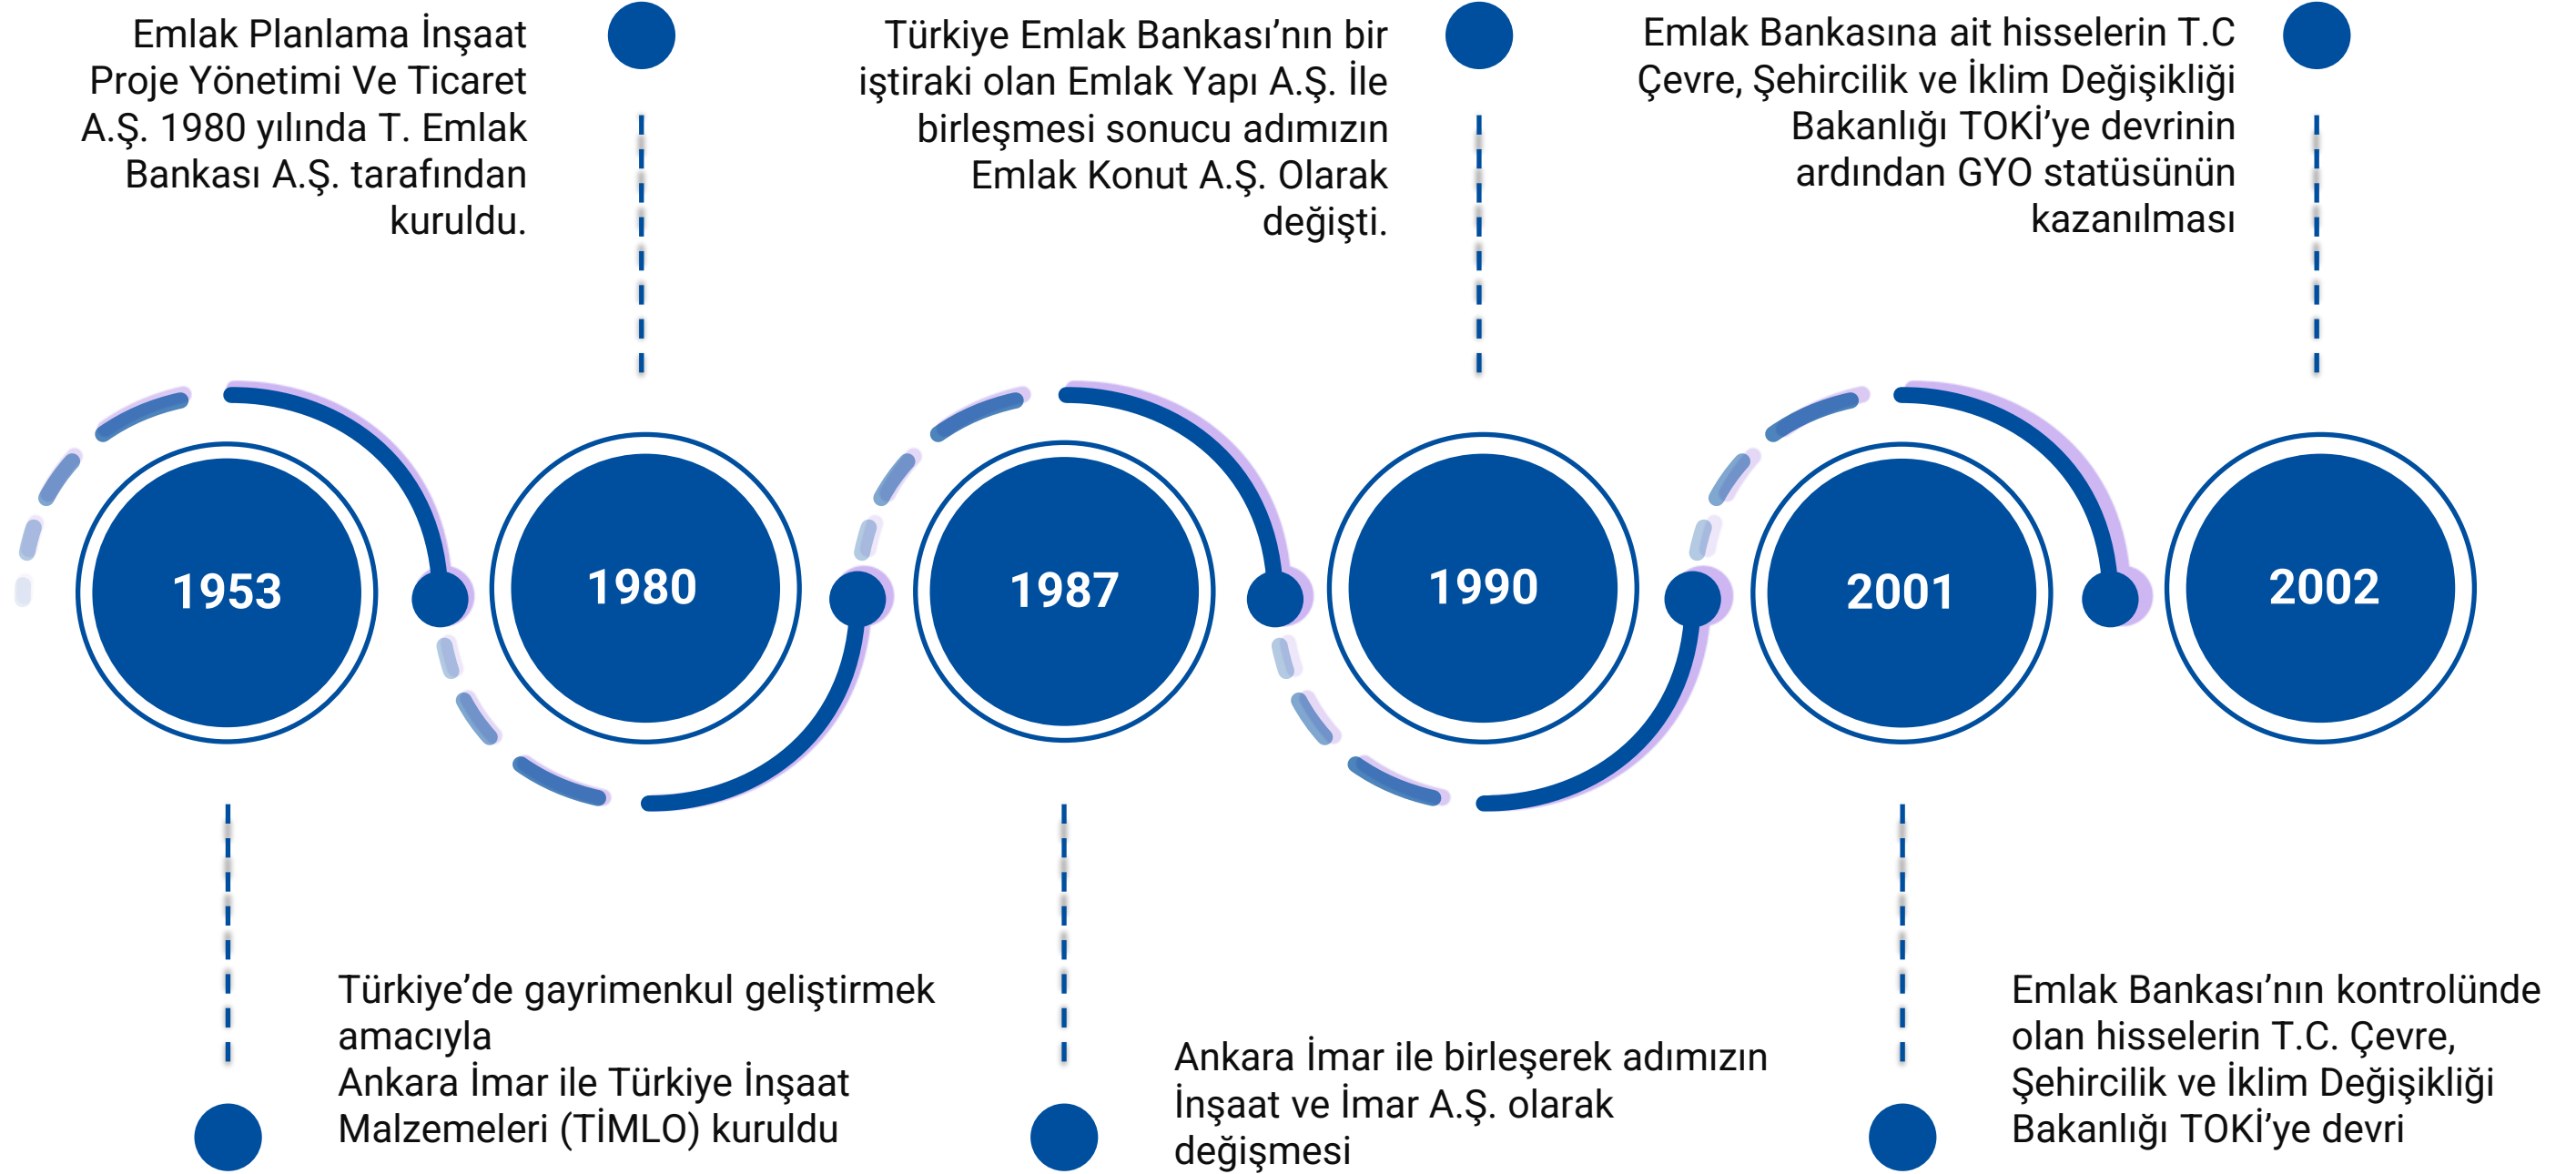 Emlak Planlama İnşaat
Proje Yönetimi Ve Ticaret
A.Ş. 1980 yılında T. Emlak
Bankası A.Ş. tarafından
kuruldu.
Türkiye Emlak Bankası’nın bir
iştiraki olan Emlak Yapı A.Ş. İle
birleşmesi sonucu adımızın
Emlak Konut A.Ş. Olarak
değişti.
Emlak Bankasına ait hisselerin T.C
Çevre, Şehircilik ve İklim Değişikliği
Bakanlığı TOKİ’ye devrinin
ardından GYO statüsünün
kazanılması
1953
1980
1987
1990
2001
2002
Türkiye’de gayrimenkul geliştirmek
amacıyla
Ankara İmar ile Türkiye İnşaat
Malzemeleri (TİMLO) kuruldu
Ankara İmar ile birleşerek adımızın
İnşaat ve İmar A.Ş. olarak
değişmesi
Emlak Bankası’nın kontrolünde
olan hisselerin T.C. Çevre,
Şehircilik ve İklim Değişikliği
Bakanlığı TOKİ’ye devri